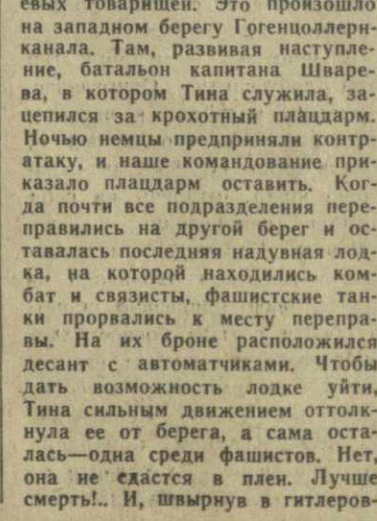 евых товарищей. Это произошло
на западном берегу Гогенцоллерн-
канала. Там, развивая наступле-
ние, батальон капитана Шваре-
ва, в котором Тина служила, за-
цепился за крохотный плацдарм.
Ночью немцы предприняли контр-
атаку, и наше командование при-
казало плацдарм оставить. Ког-
да почти все подразделения пере-
правились на другой берег и ос-
тавалась последняя надувная лод-
ка, на которой находились ком-
бат и связисты, фашистские тан-
ки прорвались к месту перепра-
вы. На их броне расположился
десант с автоматчиками. Чтобы
дать возможность лодке уйти,
Тина сильным движением оттолк-
нула ее от берега, а сама оста-
лась—одна среди фашистов. Нет,
она не сдастся в плен. Лучше
смерть!.. И, швырнув в гитлеров-